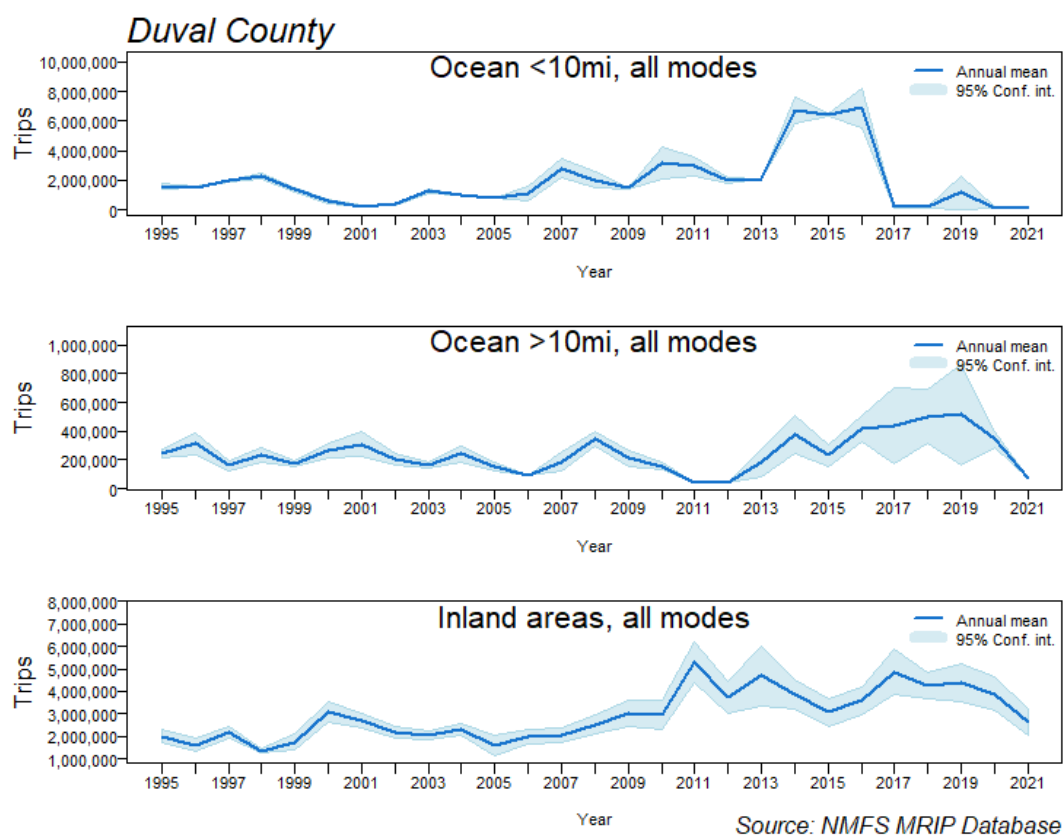 Duval County
Ocean <10mi, all modes
Annual mean
95% Conf. int.
Trips
10,000,000
8,000,000
6,000,000
4,000,000
2,000,000
0
1995 1997 1999 2001 2003 2005 2007 2009 2011 2013 2015 2017 2019 2021
Year
Ocean >10mi, all modes
Annual mean
95% Conf. int.
Trips
1,000,000
800,000
600,000
400,000
200,000
0
1995 1997 1999 2001 2003 2005 2007 2009 2011 2013 2015 2017 2019 2021
Year
Inland areas, all modes
Annual mean
95% Conf. int.
Trips
8,000,000
7,000,000
6,000,000
5,000,000
4,000,000
3,000,000
2,000,000
1,000,000
1995 1997 1999 2001 2003 2005 2007 2009 2011 2013 2015 2017 2019 2021
Year
Source: NMFS MRIP Database